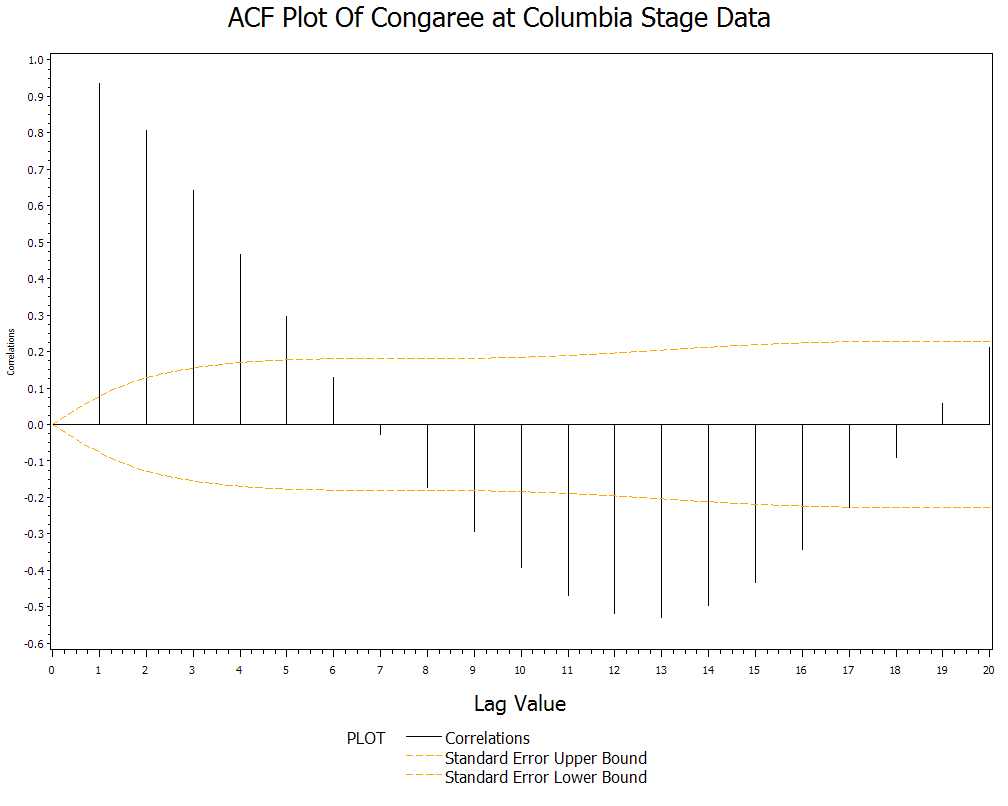 ACF Plot Of Congaree at Columbia Stage Data
1.0
0.9
0.8
0.7
0.6
0.5
0.4
0.3
0.2
0.1
0.0
-0.1
-0.2
-0.3
-0.4
-0.5
-0.6
Correlations
0 1 2 3 4 5 6 7 8 9 10 11 12 13 14 15 16 17 18 19 20
Lag Value
PLOT Correlations
Standard Error Upper Bound
Standard Error Lower Bound